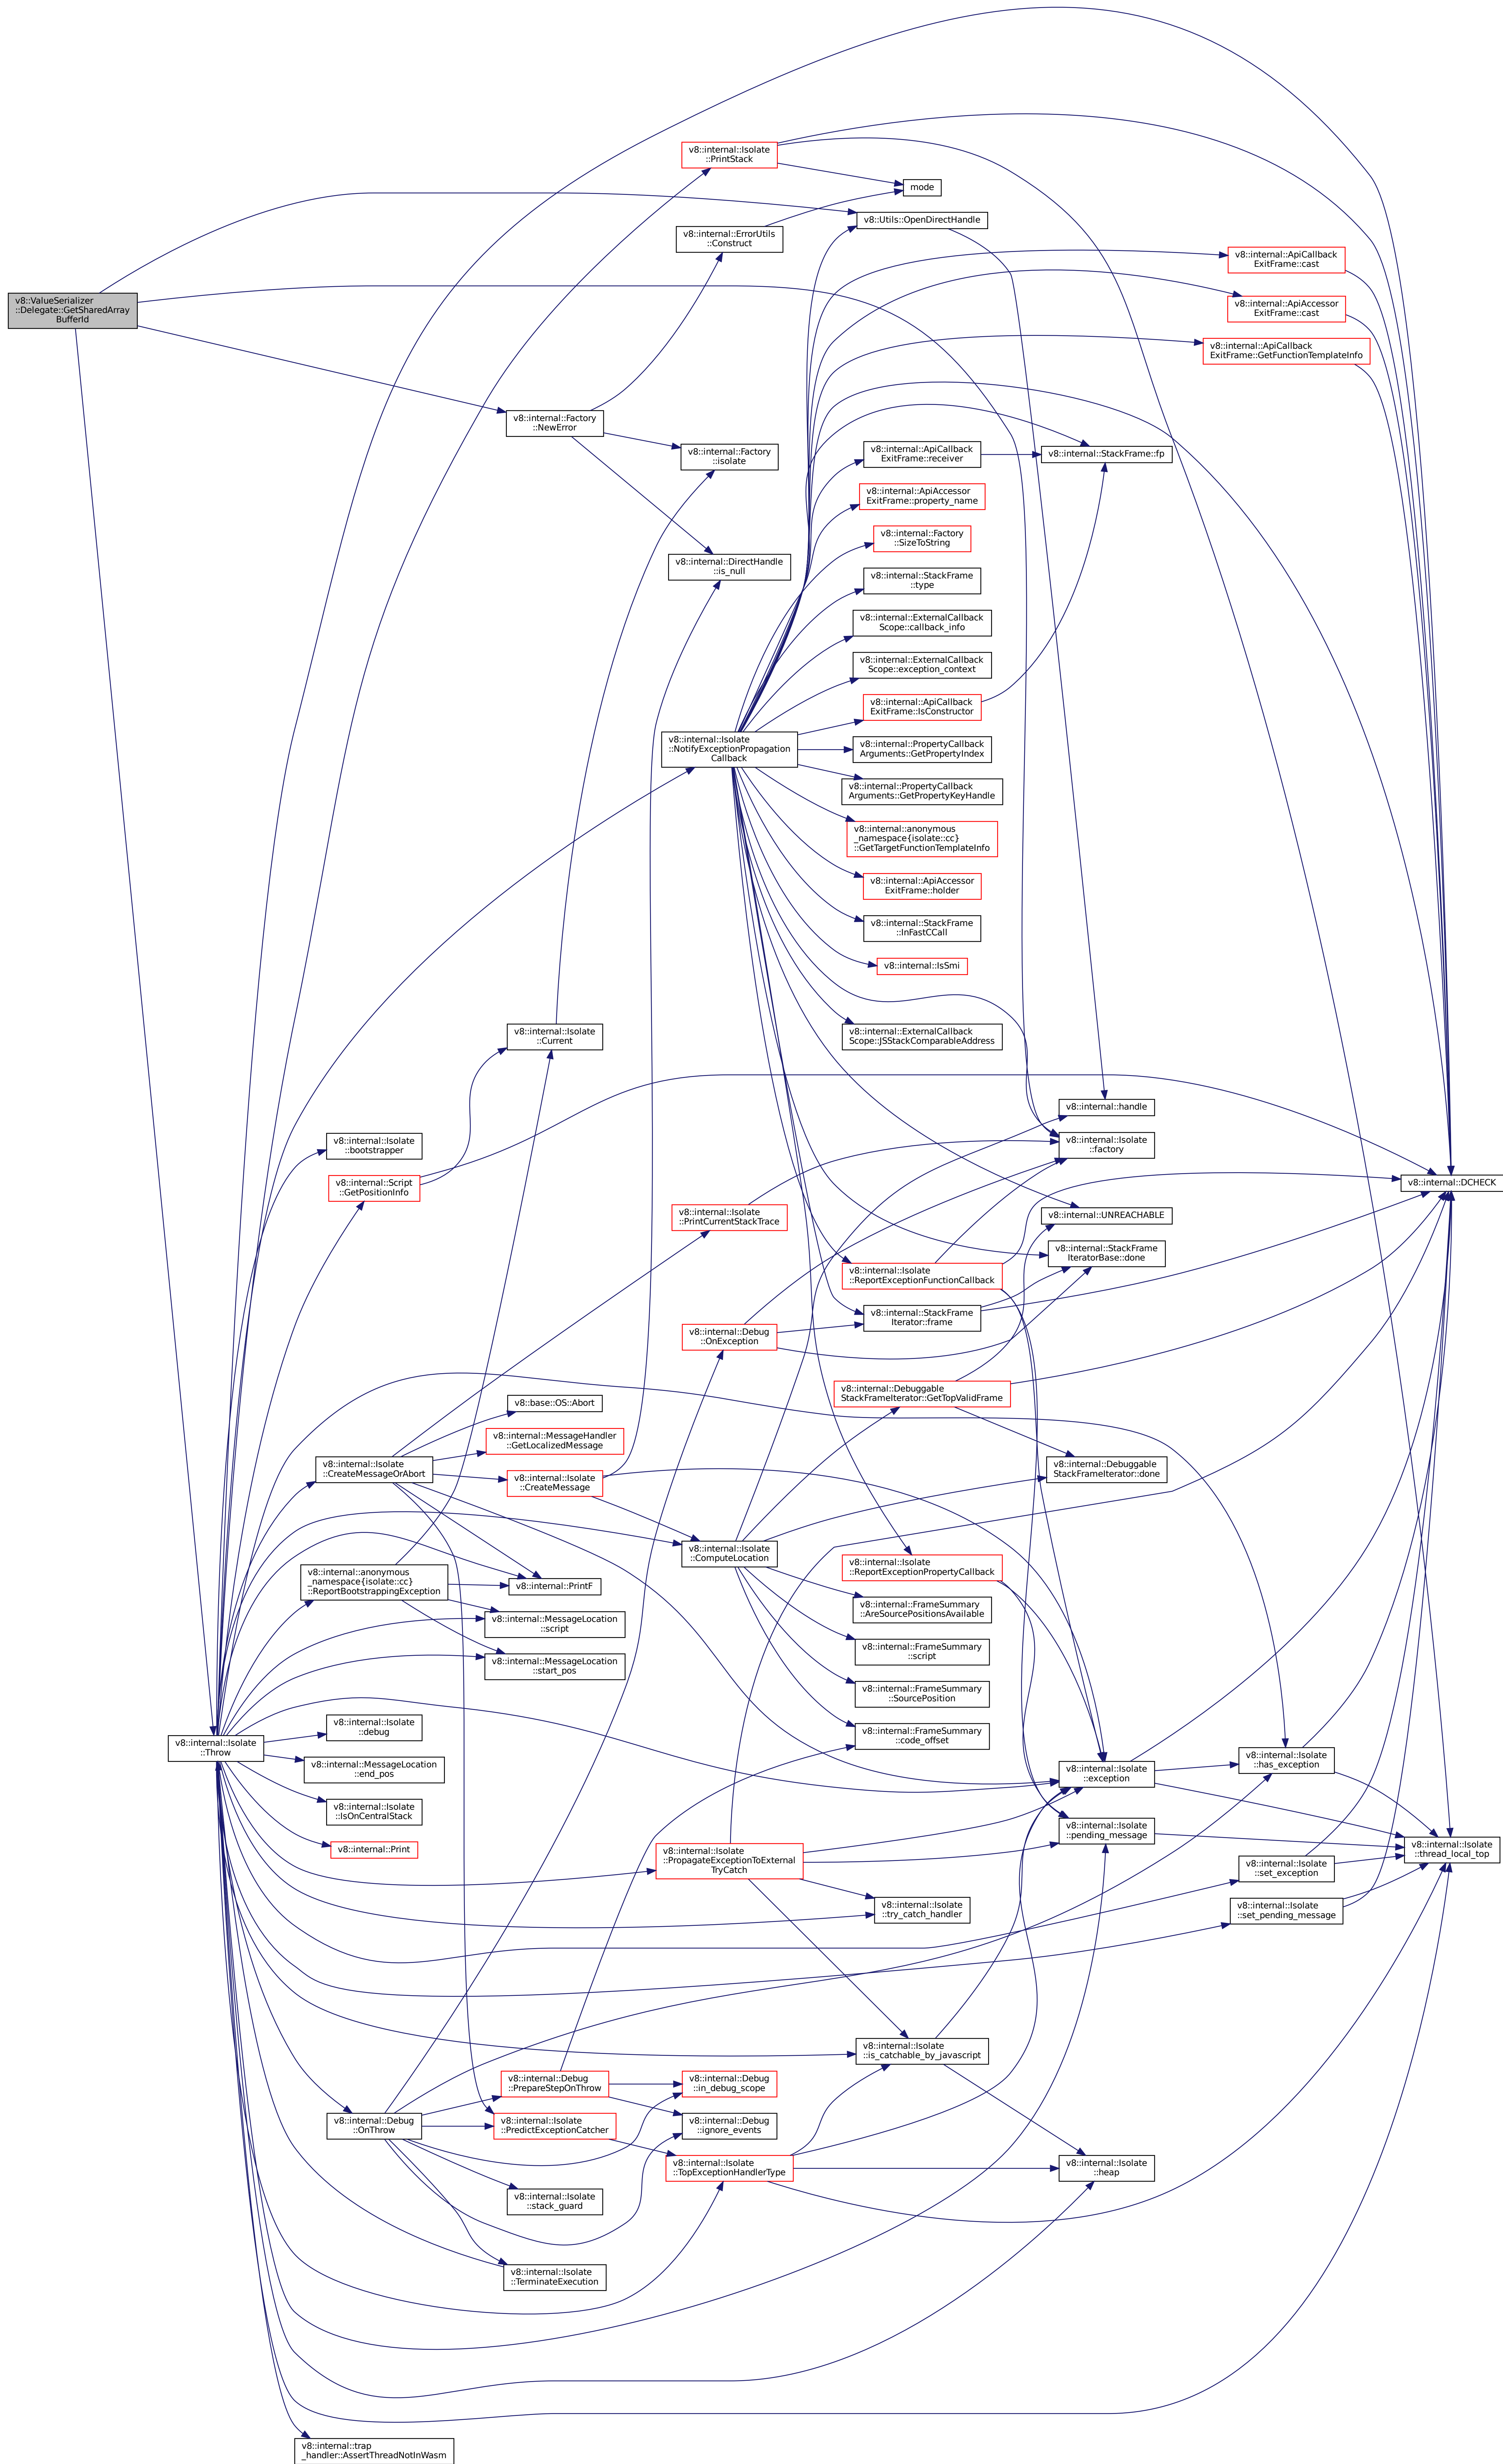 v8::internal::Isolate
::PrintStack
mode
v8::Utils::OpenDirectHandle
v8::internal::ErrorUtils
::Construct
v8::internal::ApiCallback
ExitFrame::cast
v8::ValueSerializer
::Delegate::GetSharedArray
BufferId
v8::internal::ApiAccessor
ExitFrame::cast
v8::internal::ApiCallback
ExitFrame::GetFunctionTemplateInfo
v8::internal::Factory
::NewError
v8::internal::Factory
::isolate
v8::internal::ApiCallback
ExitFrame::receiver
v8::internal::StackFrame::fp
v8::internal::ApiAccessor
ExitFrame::property_name
v8::internal::Factory
::SizeToString
v8::internal::DirectHandle
::is_null
v8::internal::StackFrame
::type
v8::internal::ExternalCallback
Scope::callback_info
v8::internal::ExternalCallback
Scope::exception_context
v8::internal::ApiCallback
ExitFrame::IsConstructor
v8::internal::Isolate
::NotifyExceptionPropagation
Callback
v8::internal::PropertyCallback
Arguments::GetPropertyIndex
v8::internal::PropertyCallback
Arguments::GetPropertyKeyHandle
v8::internal::anonymous
_namespace{isolate::cc}
::GetTargetFunctionTemplateInfo
v8::internal::ApiAccessor
ExitFrame::holder
v8::internal::StackFrame
::InFastCCall
v8::internal::IsSmi
v8::internal::Isolate
::Current
v8::internal::ExternalCallback
Scope::JSStackComparableAddress
v8::internal::handle
v8::internal::Isolate
::bootstrapper
v8::internal::Isolate
::factory
v8::internal::Script
::GetPositionInfo
v8::internal::DCHECK
v8::internal::Isolate
::PrintCurrentStackTrace
v8::internal::UNREACHABLE
v8::internal::StackFrame
IteratorBase::done
v8::internal::Isolate
::ReportExceptionFunctionCallback
v8::internal::StackFrame
Iterator::frame
v8::internal::Debug
::OnException
v8::internal::Debuggable
StackFrameIterator::GetTopValidFrame
v8::base::OS::Abort
v8::internal::MessageHandler
::GetLocalizedMessage
v8::internal::Isolate
::CreateMessageOrAbort
v8::internal::Isolate
::CreateMessage
v8::internal::Debuggable
StackFrameIterator::done
v8::internal::Isolate
::ComputeLocation
v8::internal::Isolate
::ReportExceptionPropertyCallback
v8::internal::anonymous
_namespace{isolate::cc}
::ReportBootstrappingException
v8::internal::PrintF
v8::internal::FrameSummary
::AreSourcePositionsAvailable
v8::internal::MessageLocation
::script
v8::internal::FrameSummary
::script
v8::internal::MessageLocation
::start_pos
v8::internal::FrameSummary
::SourcePosition
v8::internal::Isolate
::debug
v8::internal::FrameSummary
::code_offset
v8::internal::Isolate
::Throw
v8::internal::MessageLocation
::end_pos
v8::internal::Isolate
::exception
v8::internal::Isolate
::has_exception
v8::internal::Isolate
::IsOnCentralStack
v8::internal::Isolate
::pending_message
v8::internal::Print
v8::internal::Isolate
::thread_local_top
v8::internal::Isolate
::PropagateExceptionToExternal
TryCatch
v8::internal::Isolate
::set_exception
v8::internal::Isolate
::try_catch_handler
v8::internal::Isolate
::set_pending_message
v8::internal::Isolate
::is_catchable_by_javascript
v8::internal::Debug
::PrepareStepOnThrow
v8::internal::Debug
::in_debug_scope
v8::internal::Debug
::OnThrow
v8::internal::Isolate
::PredictExceptionCatcher
v8::internal::Debug
::ignore_events
v8::internal::Isolate
::TopExceptionHandlerType
v8::internal::Isolate
::heap
v8::internal::Isolate
::stack_guard
v8::internal::Isolate
::TerminateExecution
v8::internal::trap
_handler::AssertThreadNotInWasm